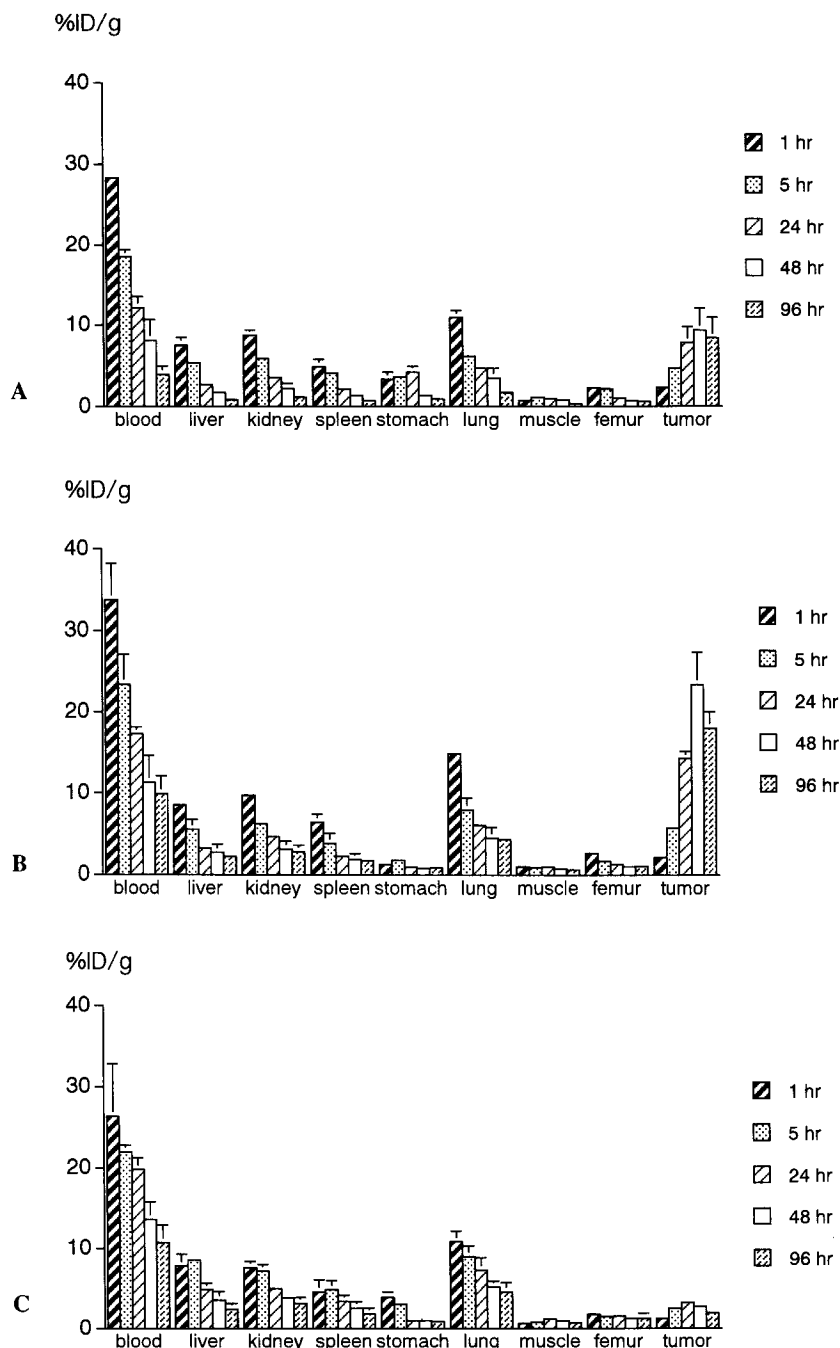 %ID/g
40
30
20
10
0
A
blood liver kidney spleen stomach lung muscle femur tumor
1 hr
5 hr
24 hr
48 hr
96 hr
%ID/g
40
30
20
10
0
B
blood liver kidney spleen stomach lung muscle femur tumor
1 hr
5 hr
24 hr
48 hr
96 hr
%ID/g
40
30
20
10
0
C
blood liver kidney spleen stomach lung muscle femur tumor
1 hr
5 hr
24 hr
48 hr
96 hr